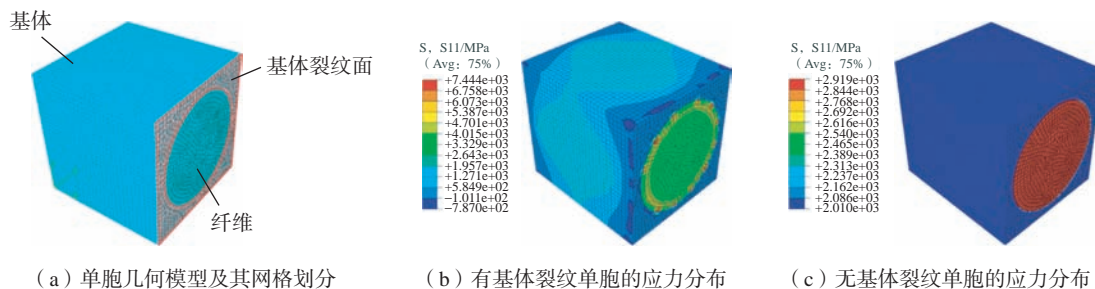 基体
基体裂纹面
纤维
（a）单胞几何模型及其网格划分
S，S11/MPa
（Avg：75%）
+7.444e+03
+6.758e+03
+6.073e+03
+5.387e+03
+4.701e+03
+4.015e+03
+3.329e+03
+2.643e+03
+1.957e+03
+1.271e+03
+5.849e+02
−1.011e+02
−7.870e+02
（b）有基体裂纹单胞的应力分布
S，S11/MPa
（Avg：75%）
+2.919e+03
+2.844e+03
+2.768e+03
+2.692e+03
+2.616e+03
+2.540e+03
+2.465e+03
+2.389e+03
+2.313e+03
+2.237e+03
+2.162e+03
+2.086e+03
+2.010e+03
（c）无基体裂纹单胞的应力分布